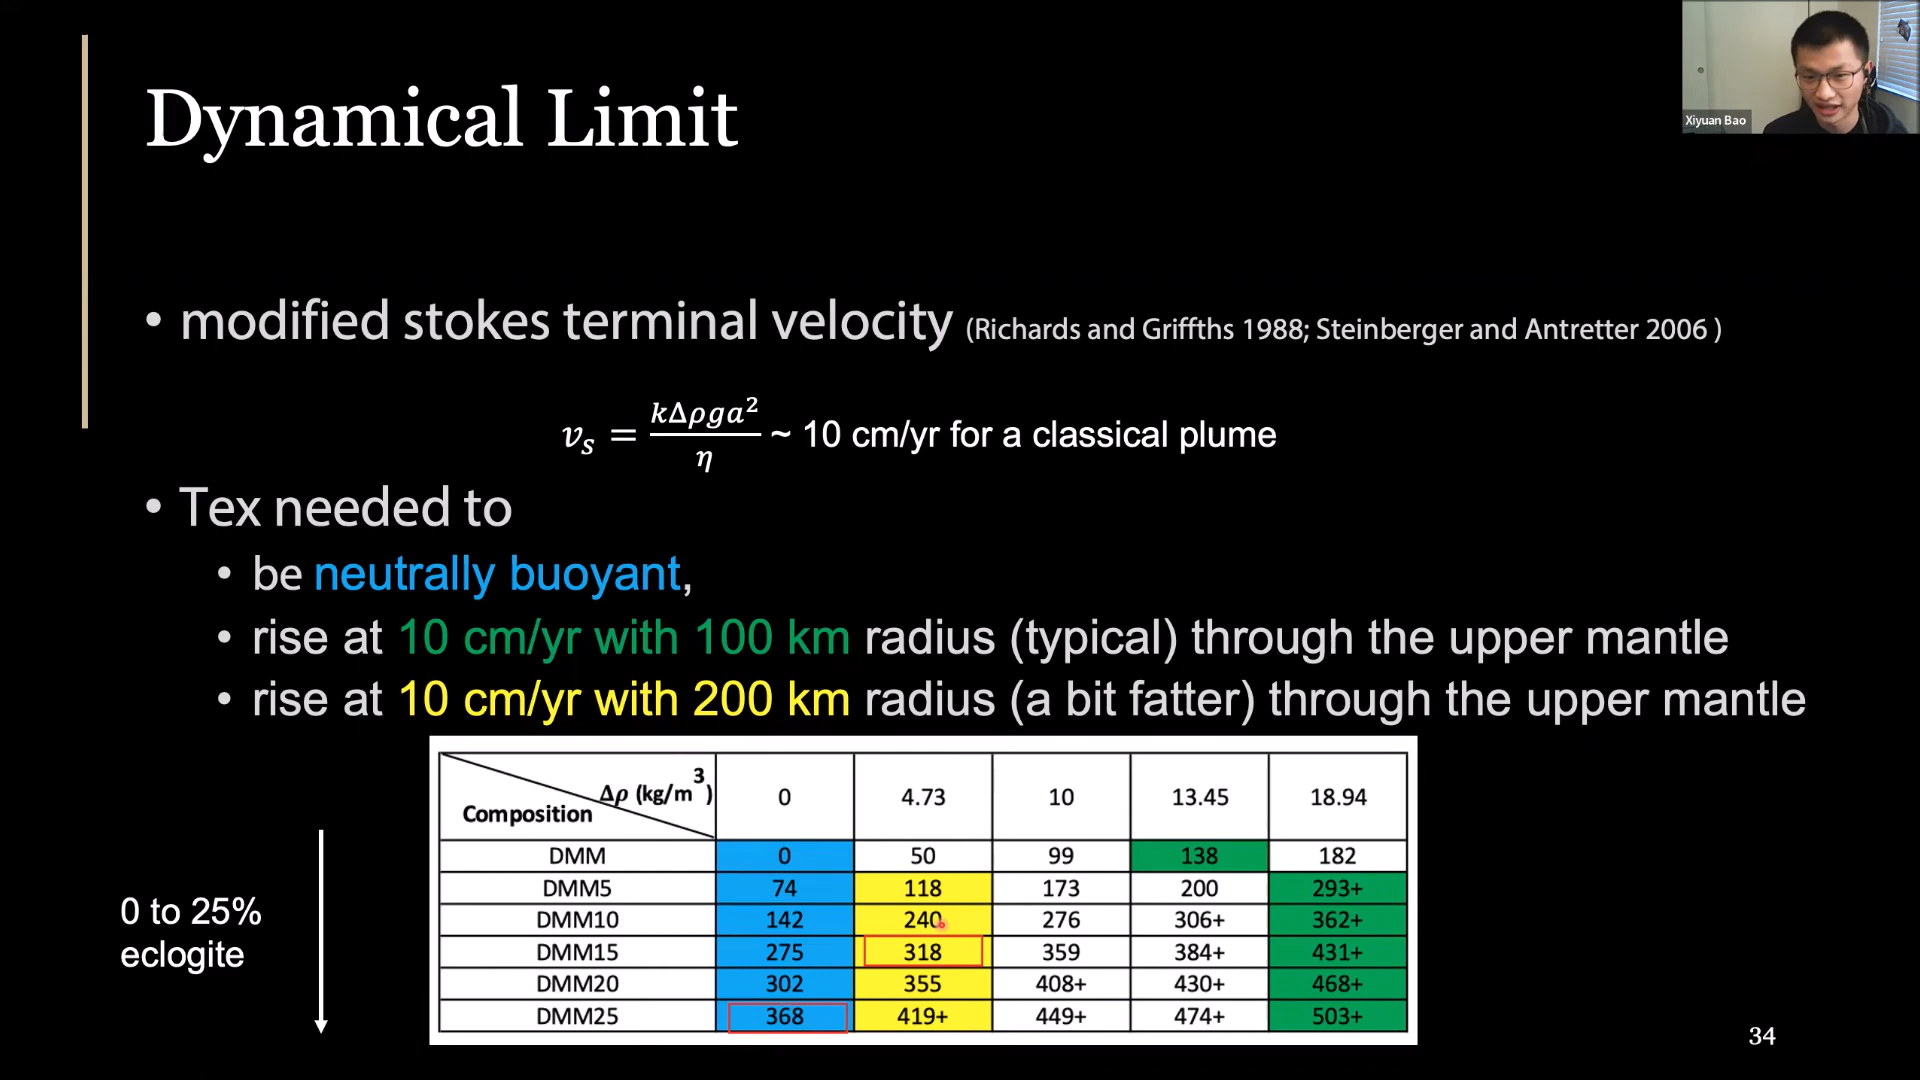 Dynamical Limit
Xiyuan Bao
• modified stokes terminal velocity (Richards and Griffths 1988; Steinberger and Antretter 2006 )
vₛ = kΔρga² / η ~ 10 cm/yr for a classical plume
• Tex needed to
• be neutrally buoyant,
• rise at 10 cm/yr with 100 km radius (typical) through the upper mantle
• rise at 10 cm/yr with 200 km radius (a bit fatter) through the upper mantle
Composition Δρ (kg/m³) 0 4.73 10 13.45 18.94
DMM 0 50 99 138 182
DMM5 74 118 173 200 293+
DMM10 142 240 276 306+ 362+
DMM15 275 318 359 384+ 431+
DMM20 302 355 408+ 430+ 468+
DMM25 368 419+ 449+ 474+ 503+
0 to 25%
eclogite
34